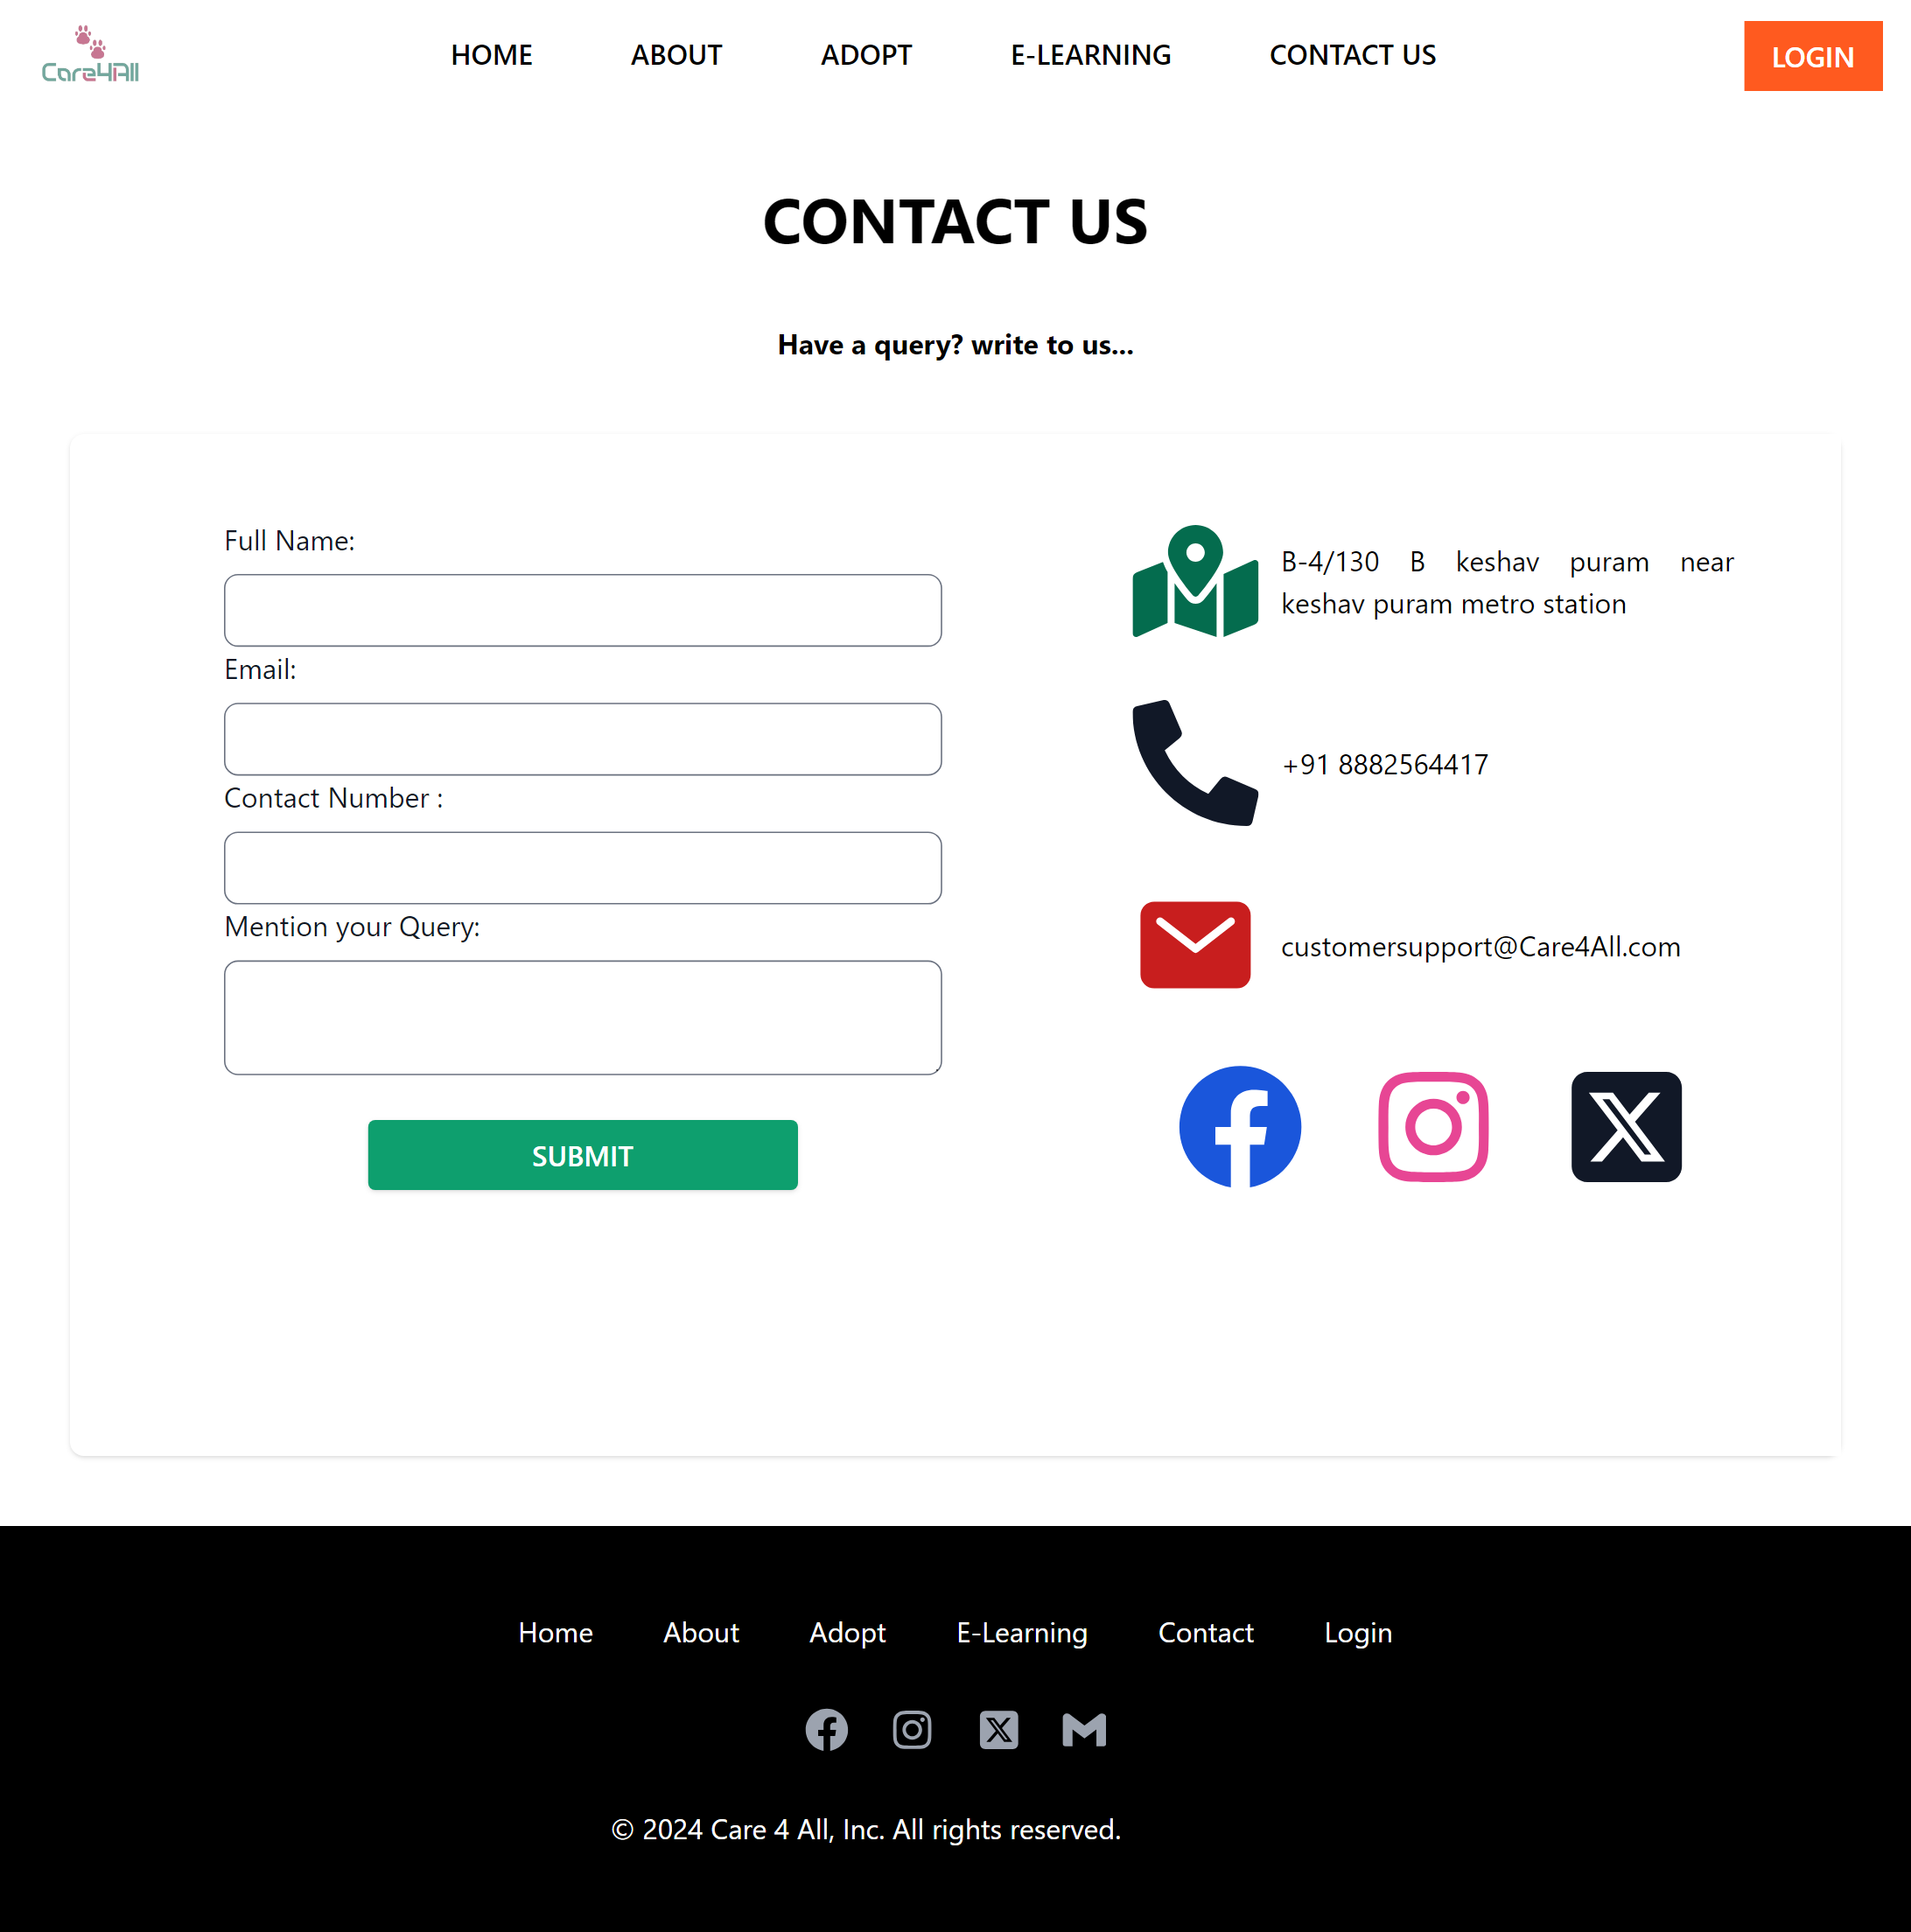 Care4All
HOME
ABOUT
ADOPT
E-LEARNING
CONTACT US
LOGIN
CONTACT US
Have a query? write to us...
Full Name:
Email:
Contact Number :
Mention your Query:
SUBMIT
B-4/130 B keshav puram near
keshav puram metro station
+91 8882564417
customersupport@Care4All.com
Home
About
Adopt
E-Learning
Contact
Login
© 2024 Care 4 All, Inc. All rights reserved.